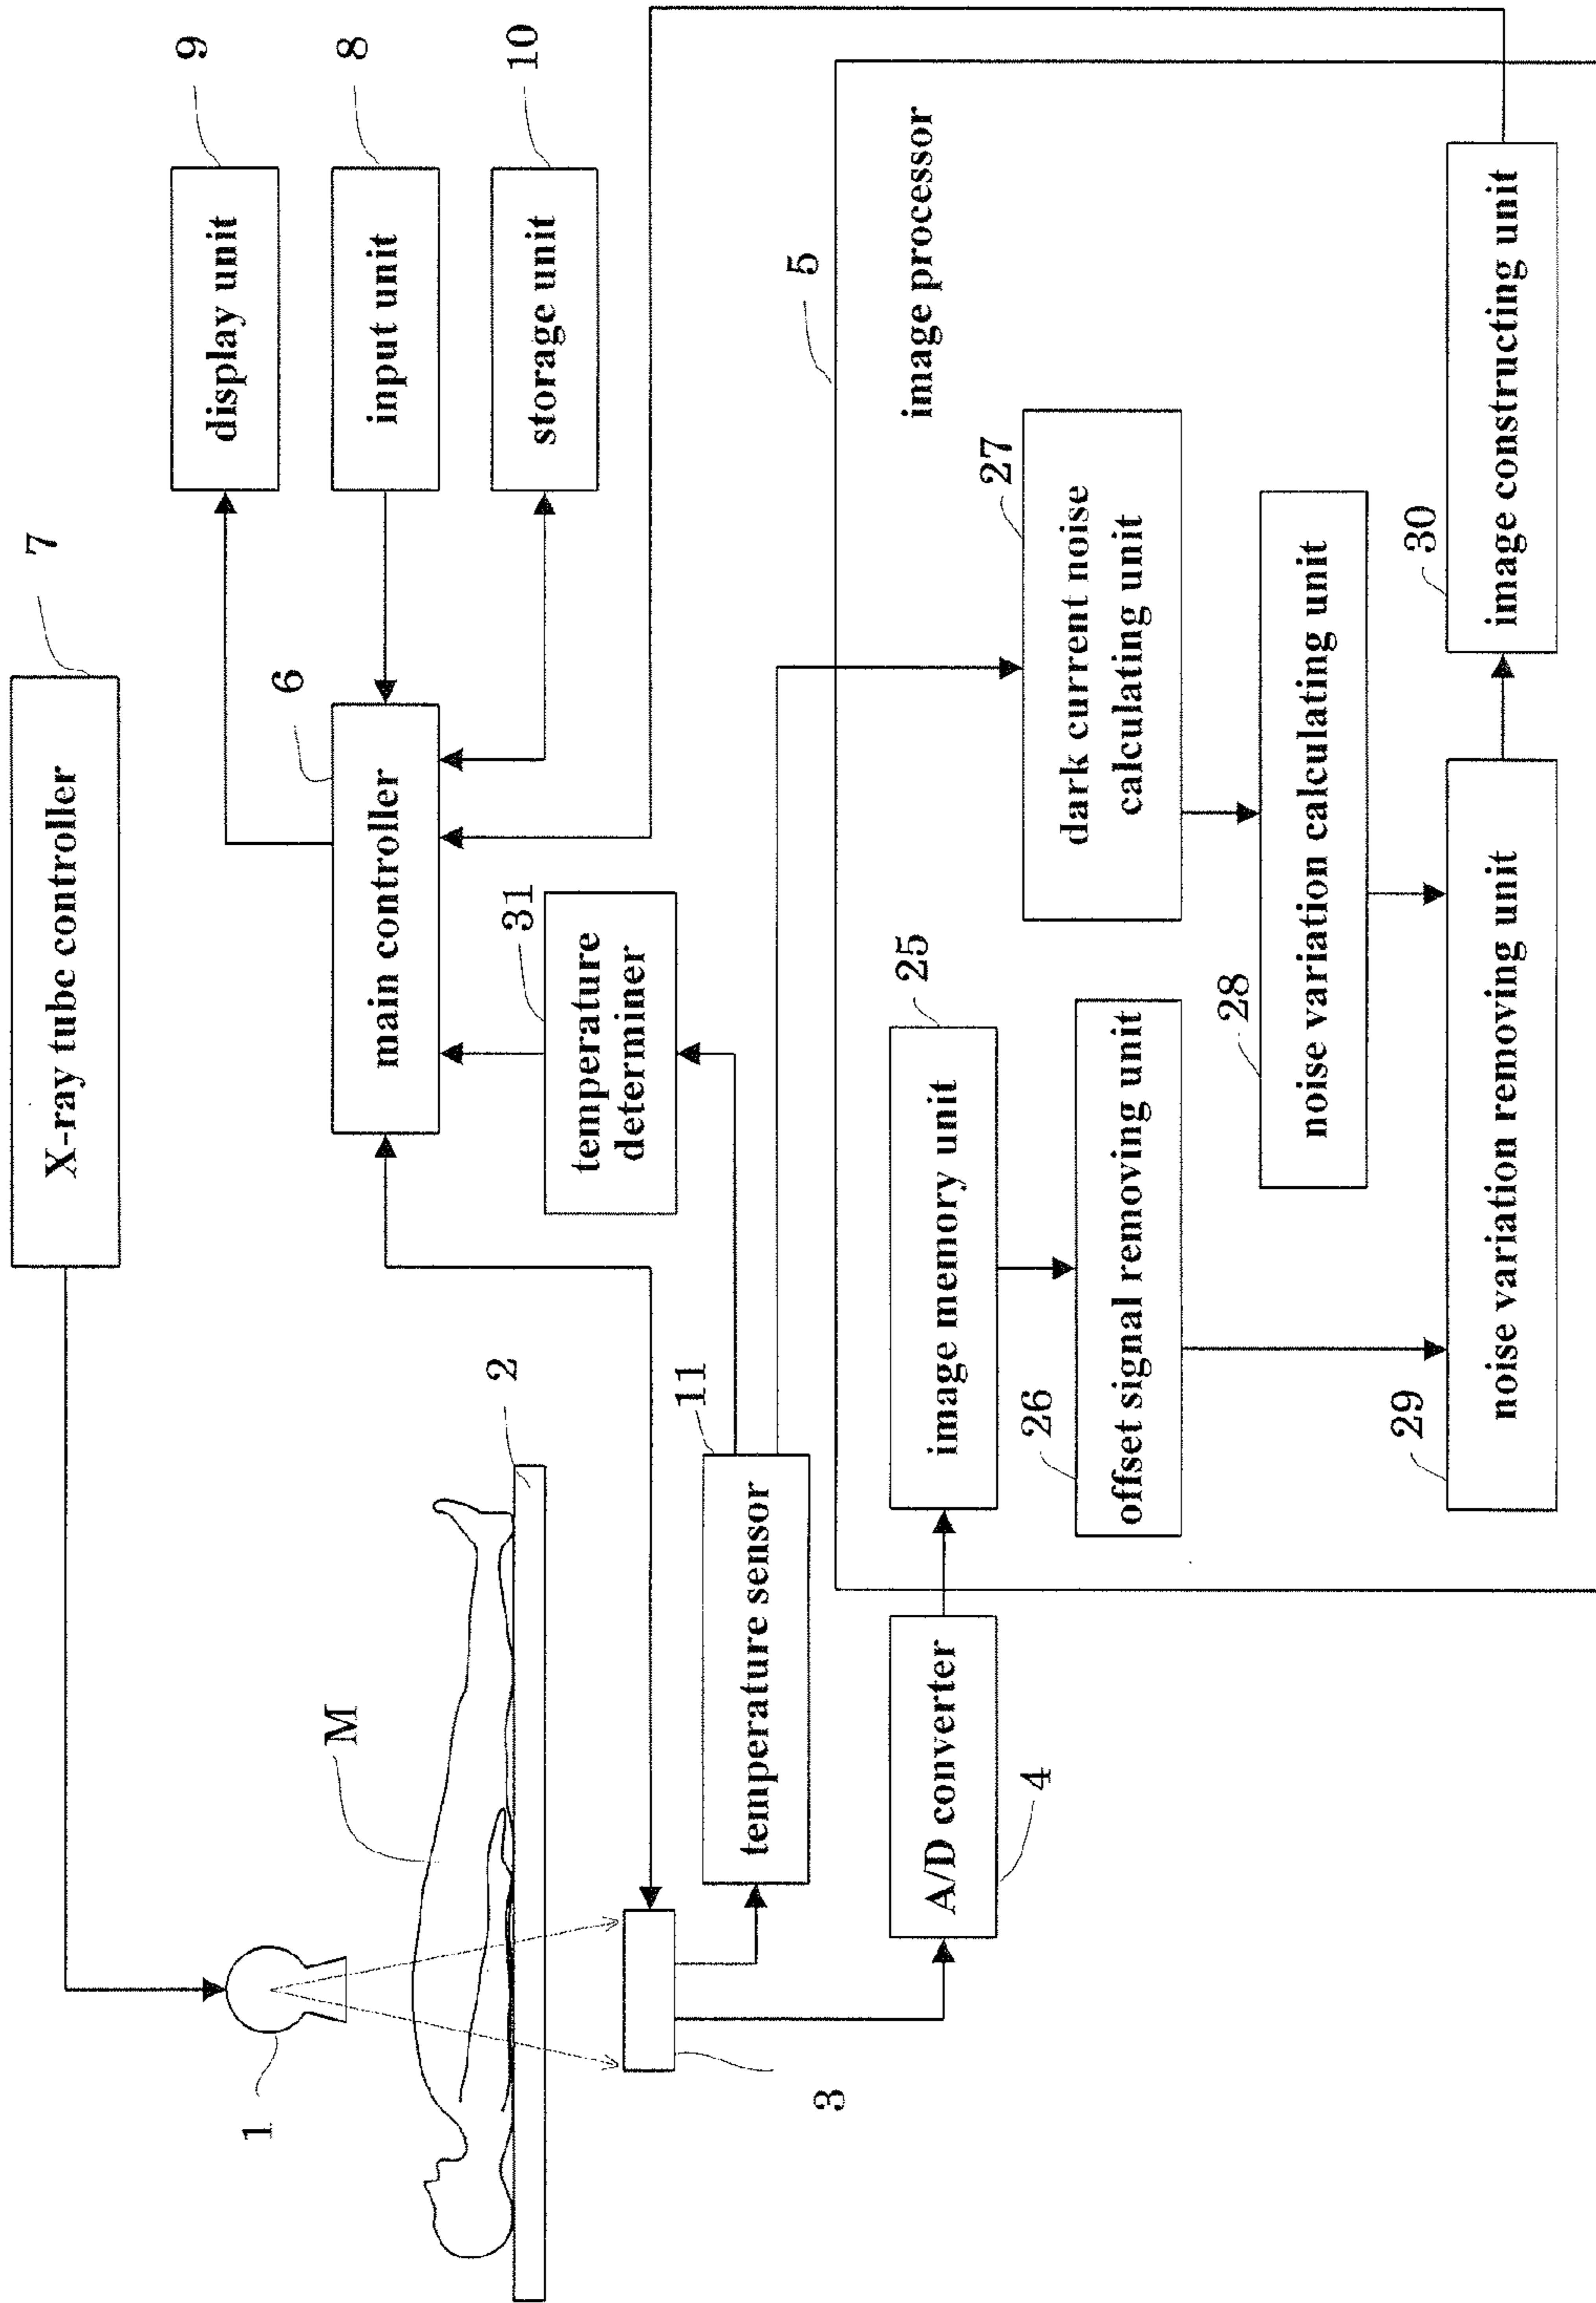 7
X-ray tube controller
9
display unit
1
6
main controller
8
input unit
M
2
31
temperature
determiner
10
storage unit
3
11
temperature sensor
5
image processor
4
A/D converter
25
image memory unit
27
dark current noise
calculating unit
26
offset signal removing unit
28
noise variation calculating unit
29
noise variation removing unit
30
image constructing unit